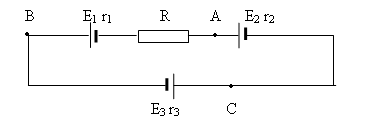 B E₁ r₁ R A E₂ r₂
E₃ r₃ C